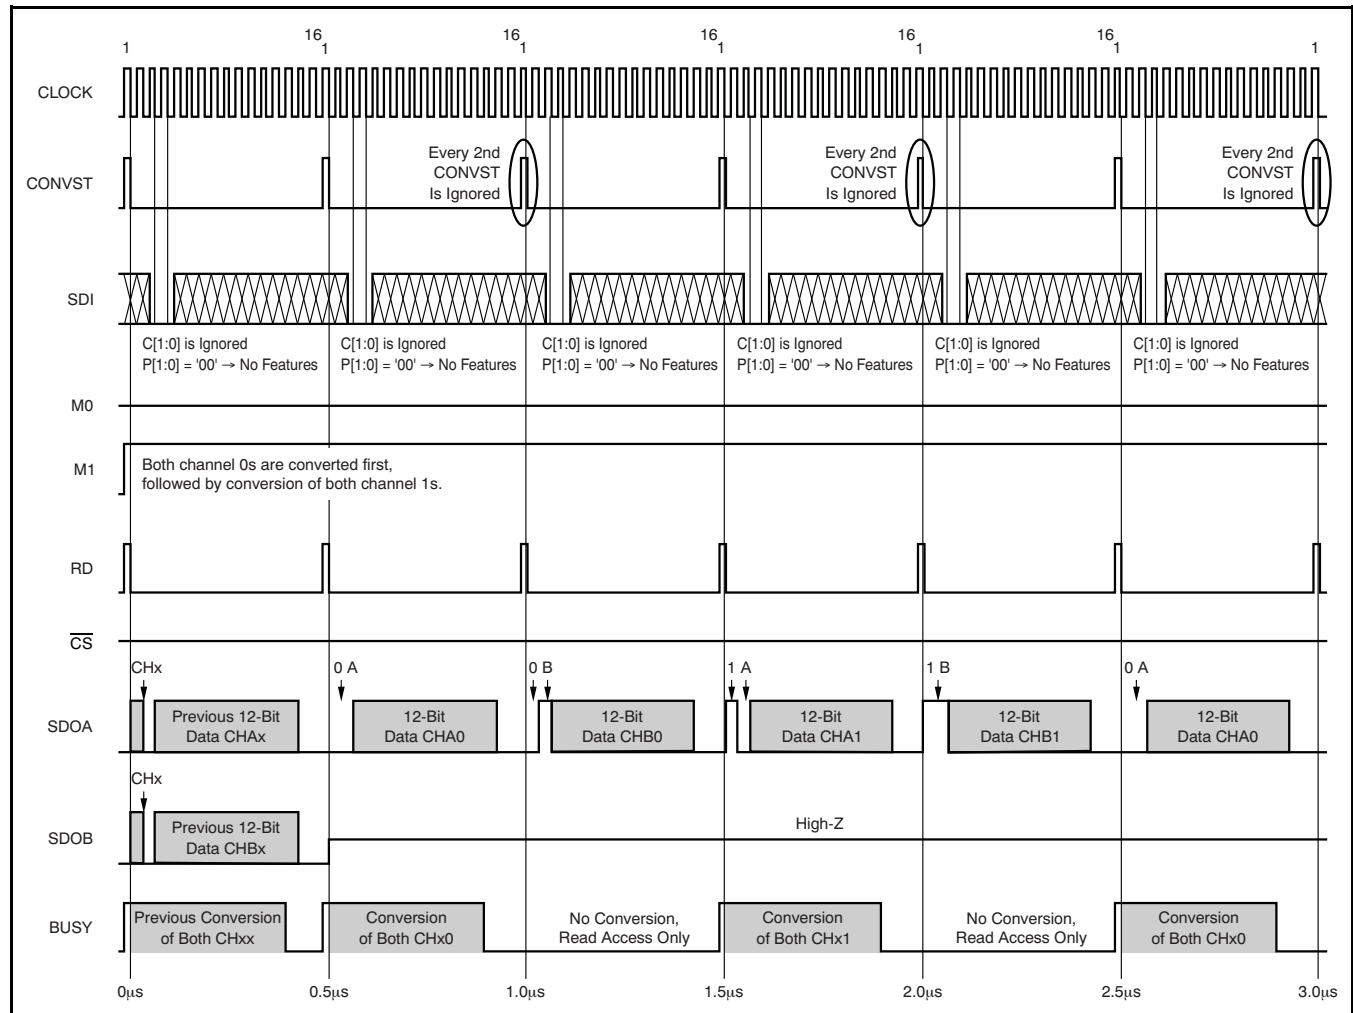 16 16 16 16 16
1 1 1 1 1 1 1
CLOCK
Every 2nd
CONVST
Is Ignored
Every 2nd
CONVST
Is Ignored
Every 2nd
CONVST
Is Ignored
CONVST
SDI
C[1:0] is Ignored
P[1:0] = '00' → No Features
C[1:0] is Ignored
P[1:0] = '00' → No Features
C[1:0] is Ignored
P[1:0] = '00' → No Features
C[1:0] is Ignored
P[1:0] = '00' → No Features
C[1:0] is Ignored
P[1:0] = '00' → No Features
C[1:0] is Ignored
P[1:0] = '00' → No Features
M0
M1
Both channel 0s are converted first,
followed by conversion of both channel 1s.
RD
CS
CHx 0 A 0 B 1 A 1 B 0 A
SDOA
Previous 12-Bit
Data CHAx
12-Bit
Data CHA0
12-Bit
Data CHB0
12-Bit
Data CHA1
12-Bit
Data CHB1
12-Bit
Data CHA0
CHx
SDOB
Previous 12-Bit
Data CHBx
High-Z
BUSY
Previous Conversion
of Both CHxx
Conversion
of Both CHx0
No Conversion,
Read Access Only
Conversion
of Both CHx1
No Conversion,
Read Access Only
Conversion
of Both CHx0
0µs 0.5µs 1.0µs 1.5µs 2.0µs 2.5µs 3.0µs